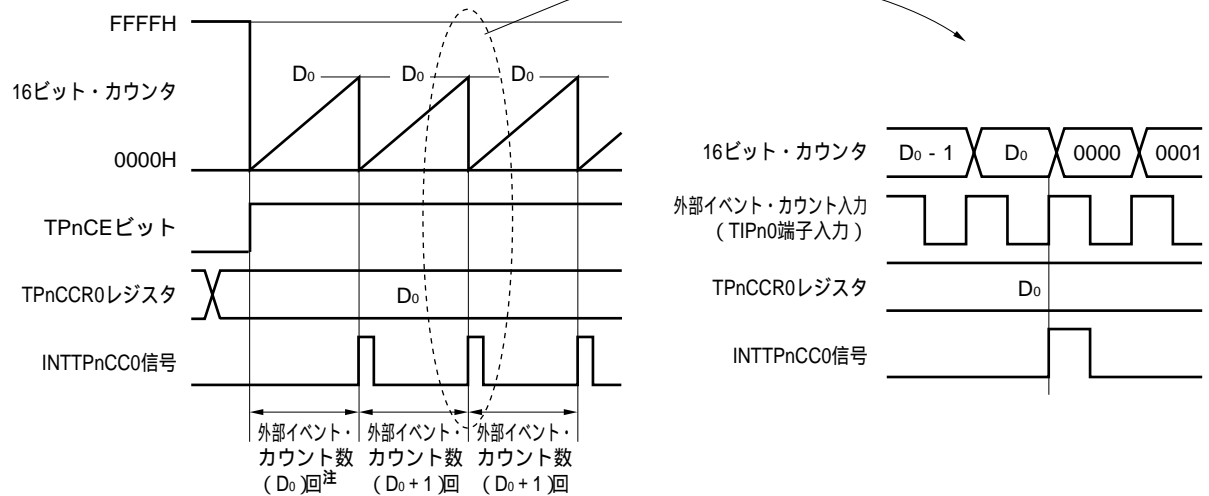 FFFFH
16ビット・カウンタ
0000H
D₀ D₀ D₀
TPnCEビット
TPnCCR0レジスタ
D₀
INTTPnCC0信号
外部イベント・
カウント数
(D₀)回注
外部イベント・
カウント数
(D₀+1)回
外部イベント・
カウント数
(D₀+1)回
16ビット・カウンタ
D₀-1 D₀ 0000 0001
外部イベント・カウント入力
(TIPn0端子入力)
TPnCCR0レジスタ
D₀
INTTPnCC0信号